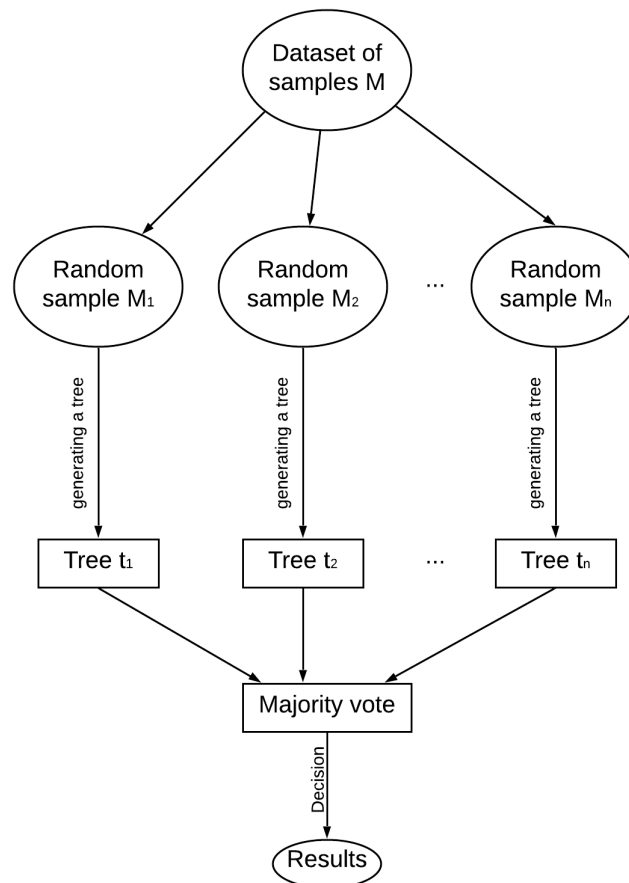 Dataset of
samples M
Random
sample M₁
Random
sample M₂
...
Random
sample Mₙ
generating a tree
generating a tree
generating a tree
Tree t₁
Tree t₂
...
Tree tₙ
Majority vote
Decision
Results